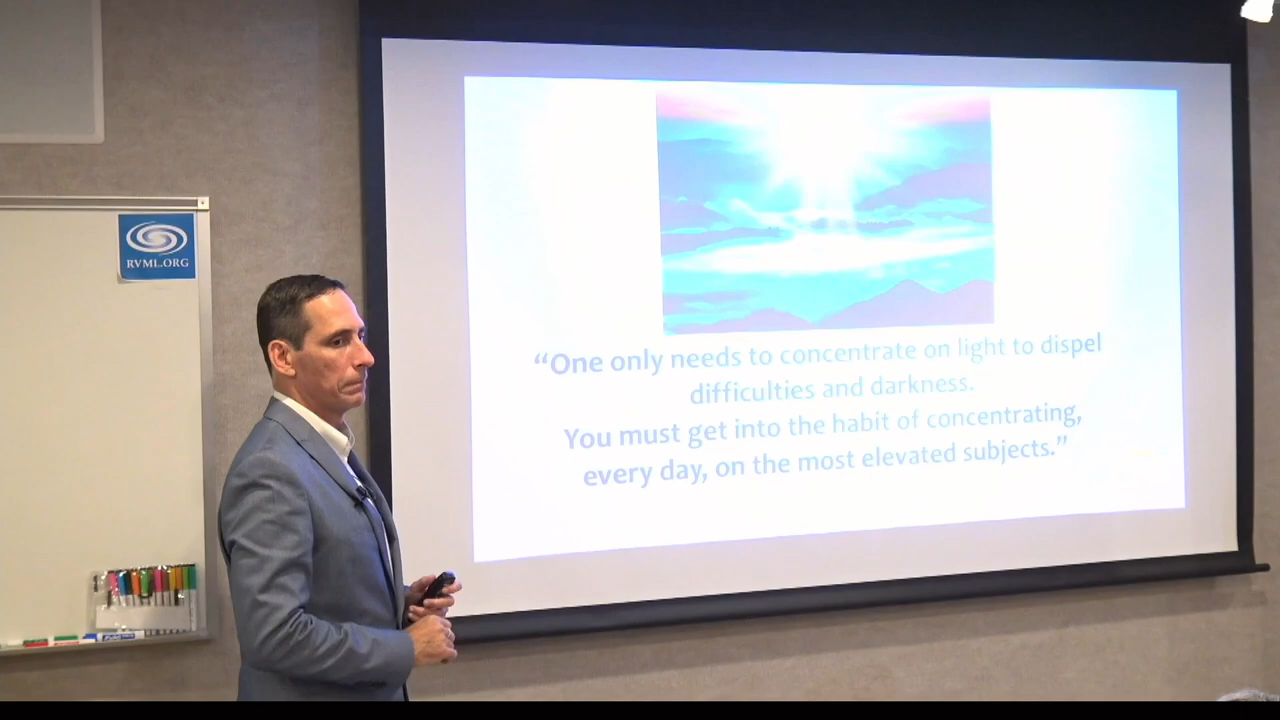 RVML.ORG
“One only needs to concentrate on light to dispel
difficulties and darkness.
You must get into the habit of concentrating,
every day, on the most elevated subjects.”